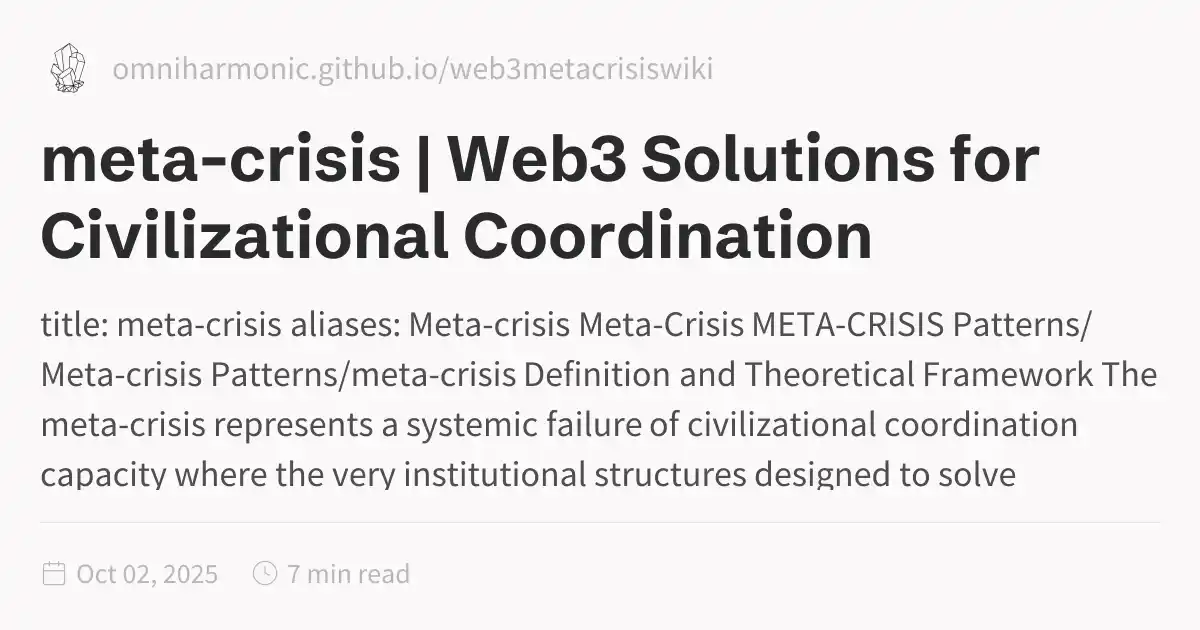 omniharmonic.github.io/web3metacrisiswiki
meta-crisis | Web3 Solutions for
Civilizational Coordination
title: meta-crisis aliases: Meta-crisis Meta-Crisis META-CRISIS Patterns/
Meta-crisis Patterns/meta-crisis Definition and Theoretical Framework The
meta-crisis represents a systemic failure of civilizational coordination
capacity where the very institutional structures designed to solve
Oct 02, 2025
7 min read